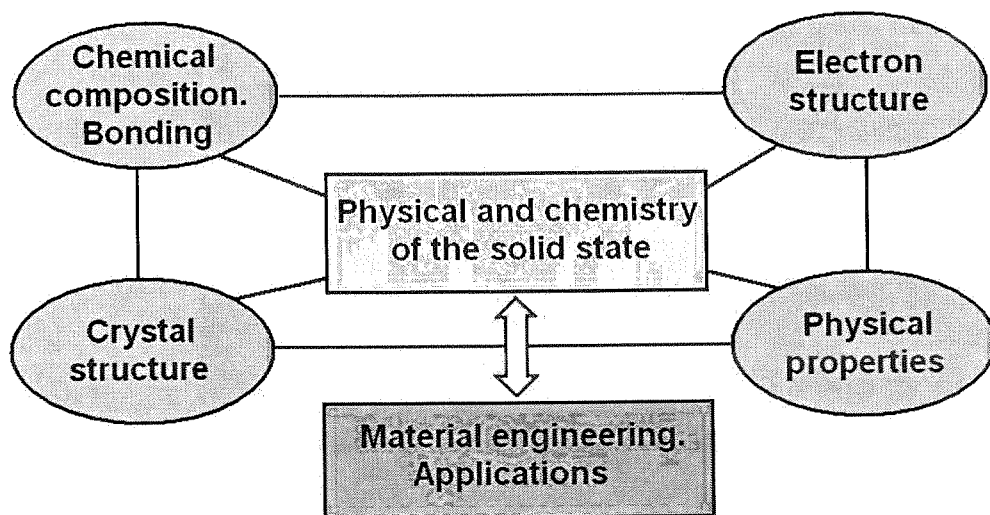 Chemical
composition.
Bonding
Electron
structure
Physical and chemistry
of the solid state
Crystal
structure
Physical
properties
Material engineering.
Applications